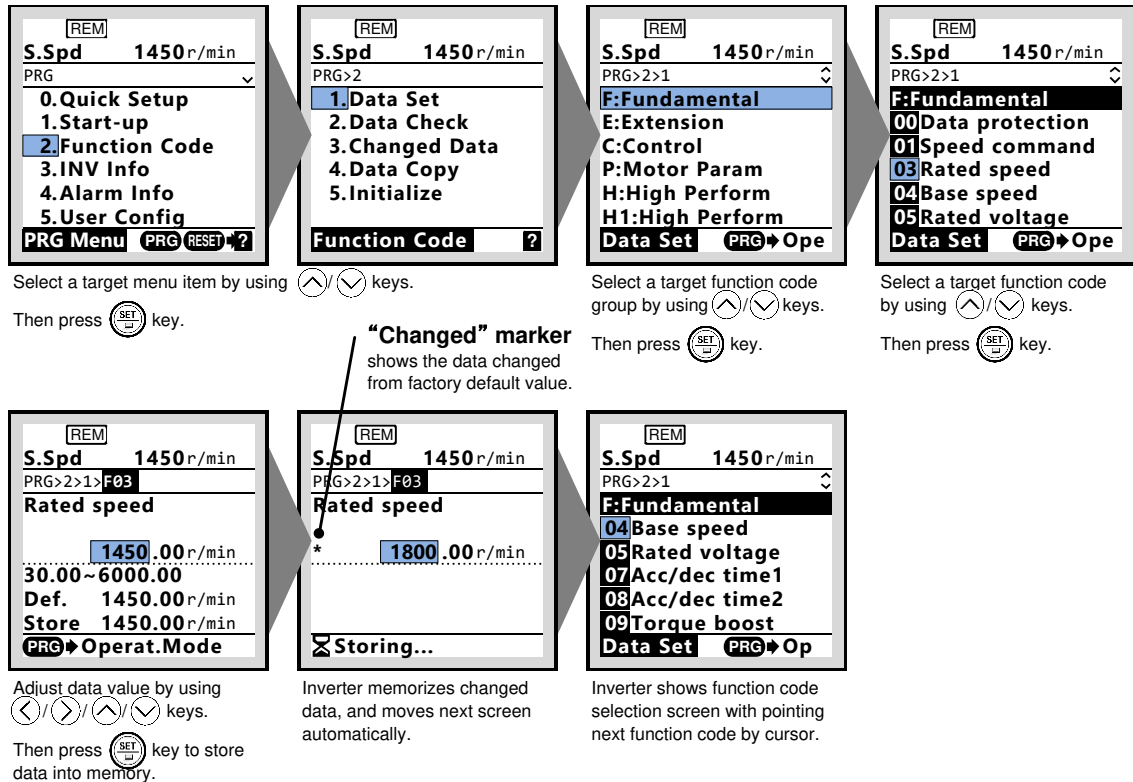 REM
S.Spd 1450r/min
PRG
0.Quick Setup
1.Start-up
2.Function Code
3.INV Info
4.Alarm Info
5.User Config
PRG Menu PRG RESET ?
Select a target menu item by using / keys.
Then press SET key.
REM
S.Spd 1450r/min
PRG>2
1.Data Set
2.Data Check
3.Changed Data
4.Data Copy
5.Initialize
Function Code ?
REM
S.Spd 1450r/min
PRG>2>1
F:Fundamental
E:Extension
C:Control
P:Motor Param
H:High Perform
H1:High Perform
Data Set PRG Ope
Select a target function code
group by using / keys.
Then press SET key.
REM
S.Spd 1450r/min
PRG>2>1
F:Fundamental
00 Data protection
01 Speed command
03 Rated speed
04 Base speed
05 Rated voltage
Data Set PRG Ope
Select a target function code
by using / keys.
Then press SET key.
“Changed” marker
shows the data changed
from factory default value.
REM
S.Spd 1450r/min
PRG>2>1>F03
Rated speed
1450.00r/min
30.00~6000.00
Def. 1450.00r/min
Store 1450.00r/min
PRG Operat.Mode
Adjust data value by using
/ / / keys.
Then press SET key to store
data into memory.
REM
S.Spd 1450r/min
PRG>2>1>F03
Rated speed
* 1800.00r/min
Storing...
Inverter memorizes changed
data, and moves next screen
automatically.
REM
S.Spd 1450r/min
PRG>2>1
F:Fundamental
04 Base speed
05 Rated voltage
07 Acc/dec time1
08 Acc/dec time2
09 Torque boost
Data Set PRG Op
Inverter shows function code
selection screen with pointing
next function code by cursor.